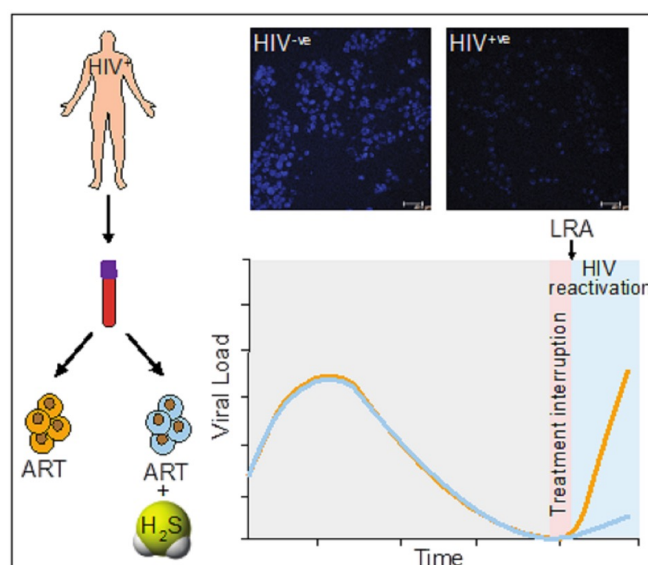 HIV⁺
ART
ART
+
H₂S
HIV⁻ᵛᵉ
HIV⁺ᵛᵉ
LRA
HIV
reactivation
Treatment interruption
Viral Load
Time